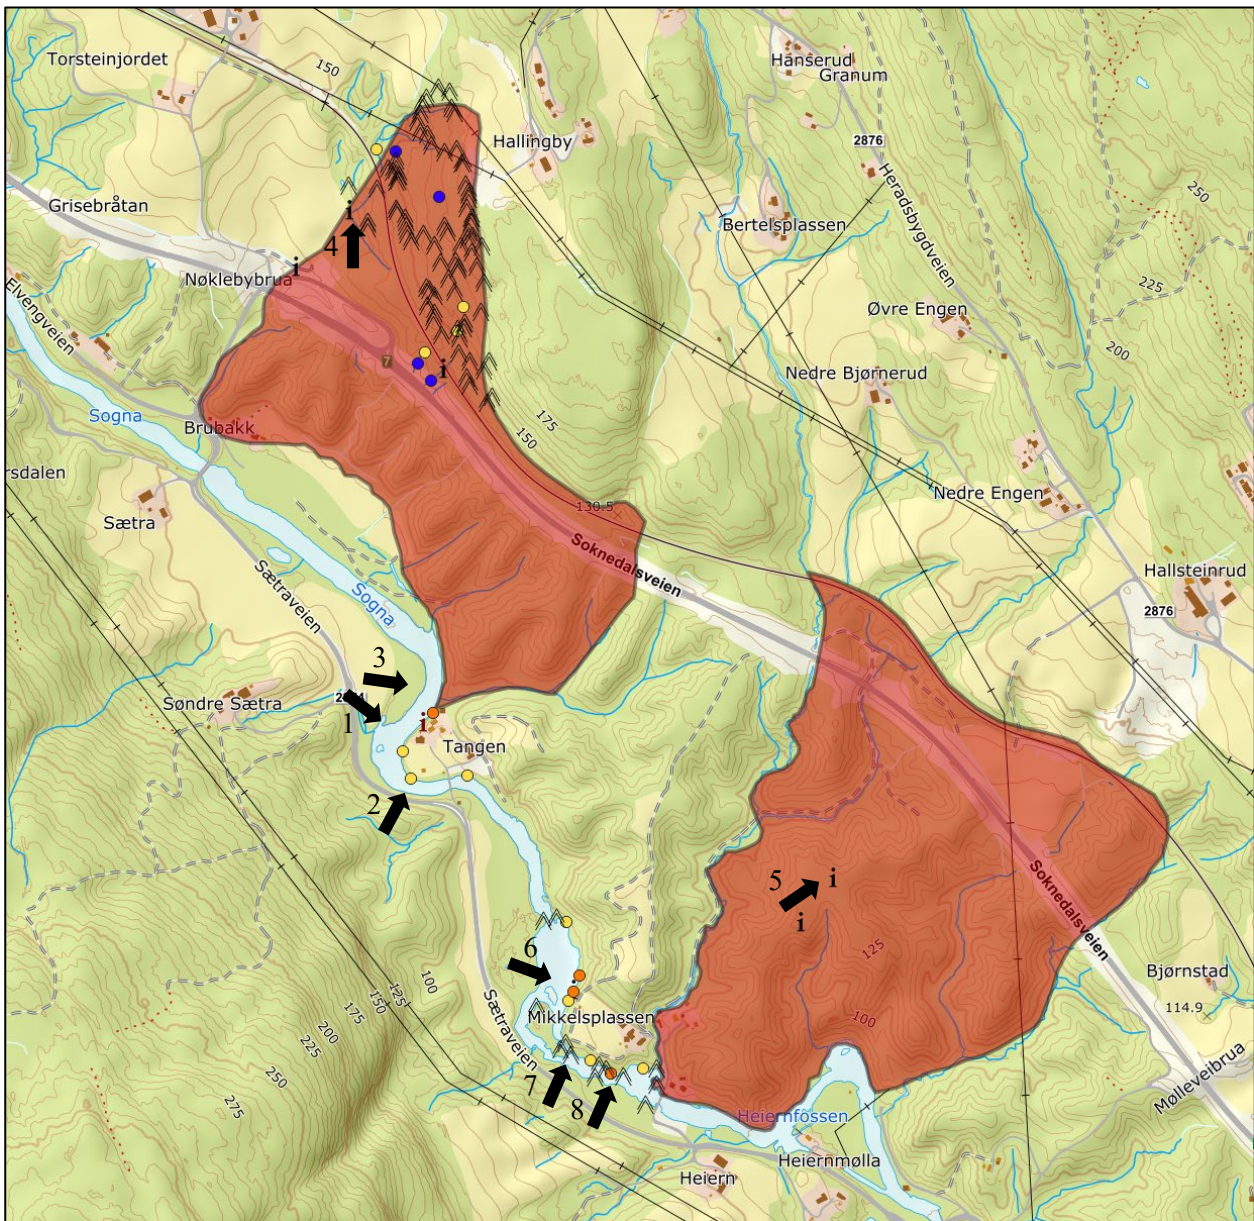 Torsteinjordet
150
Hanserud
Granum
2876
Hallingby
Heradsbygdveien
250
Grisebråtan
i
4
Bertelsplassen
i
Nøklebybrua
225
Elvengveien
Øvre Engen
200
7
i
Nedre Bjørnerud
Sogna
175
Brubakk
150
rsdalen
Nedre Engen
130.5
Sætra
Soknedalsveien
Hallsteinrud
2876
Sætraveien
Sogna
3
Søndre Sætra
1
i
Tangen
2
5
i
i
6
125
Soknedalsveien
100
125
150
175
200
225
250
275
Bjørnstad
114.9
Sætraveien
Mikkelsplassen
100
7
8
Heiernfossen
Mølleveibrua
Heiernmølla
Heiern